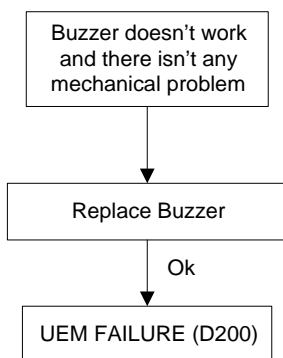 Buzzer doesn't work
and there isn't any
mechanical problem
Replace Buzzer
Ok
UEM FAILURE (D200)